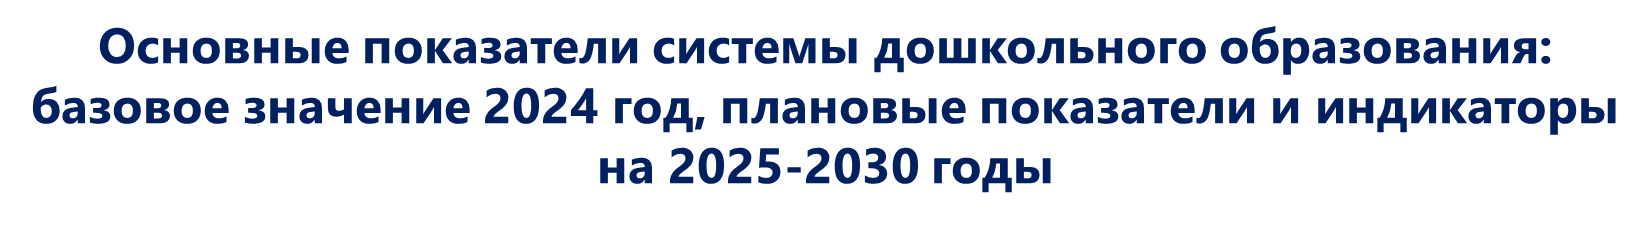 Основные показатели системы дошкольного образования:
базовое значение 2024 год, плановые показатели и индикаторы
на 2025-2030 годы